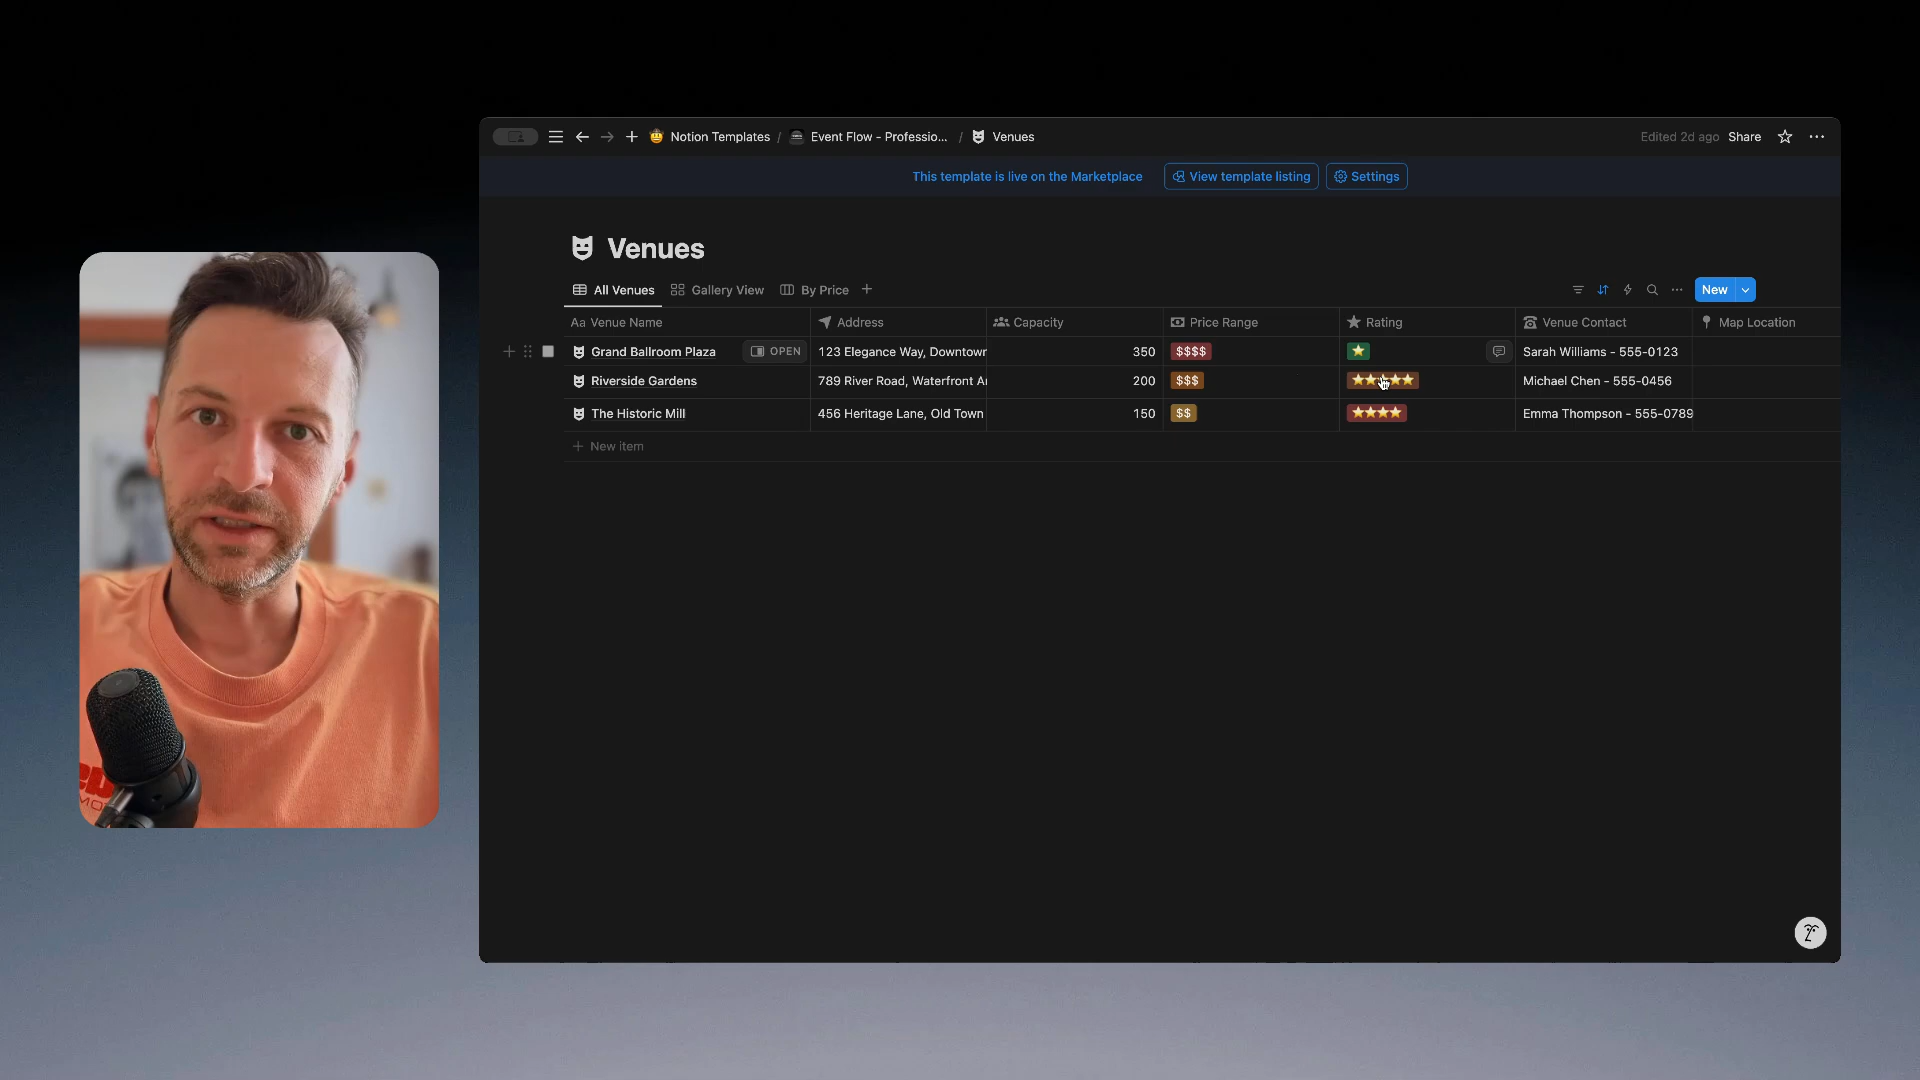 Notion Templates / Event Flow - Professio... / Venues
Edited 2d ago Share
This template is live on the Marketplace View template listing Settings
Venues
All Venues Gallery View By Price
New
Aa Venue Name Address Capacity Price Range Rating Venue Contact Map Location
Grand Ballroom Plaza OPEN 123 Elegance Way, Downtown 350 $$$$ Sarah Williams - 555-0123
Riverside Gardens 789 River Road, Waterfront 200 $$$ Michael Chen - 555-0456
The Historic Mill 456 Heritage Lane, Old Town 150 $$ Emma Thompson - 555-0789
New item